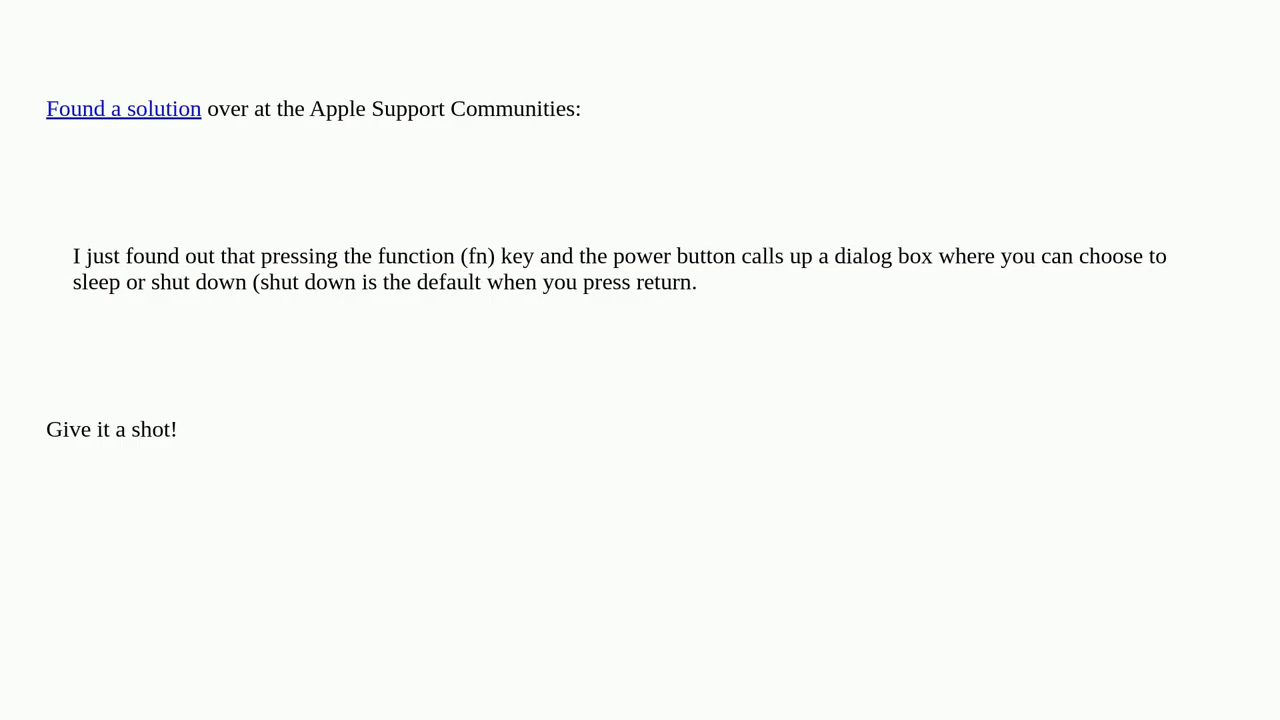 Found a solution over at the Apple Support Communities:
I just found out that pressing the function (fn) key and the power button calls up a dialog box where you can choose to
sleep or shut down (shut down is the default when you press return.
Give it a shot!